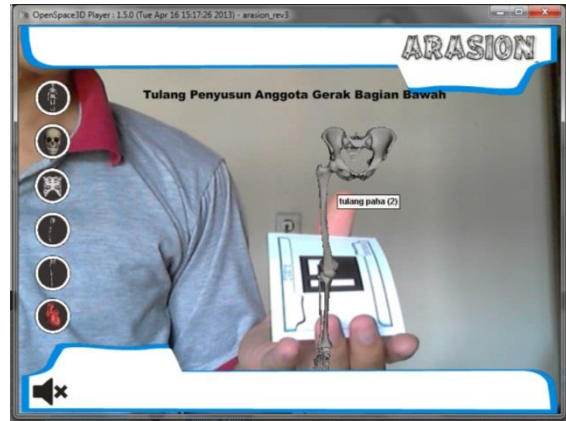 OpenSpace3D Player : 1.5.0 (Tue Apr 16 15:17:26 2013) - arasion_rev3
ARASION
Tulang Penyusun Anggota Gerak Bagian Bawah
tulang paha (2)